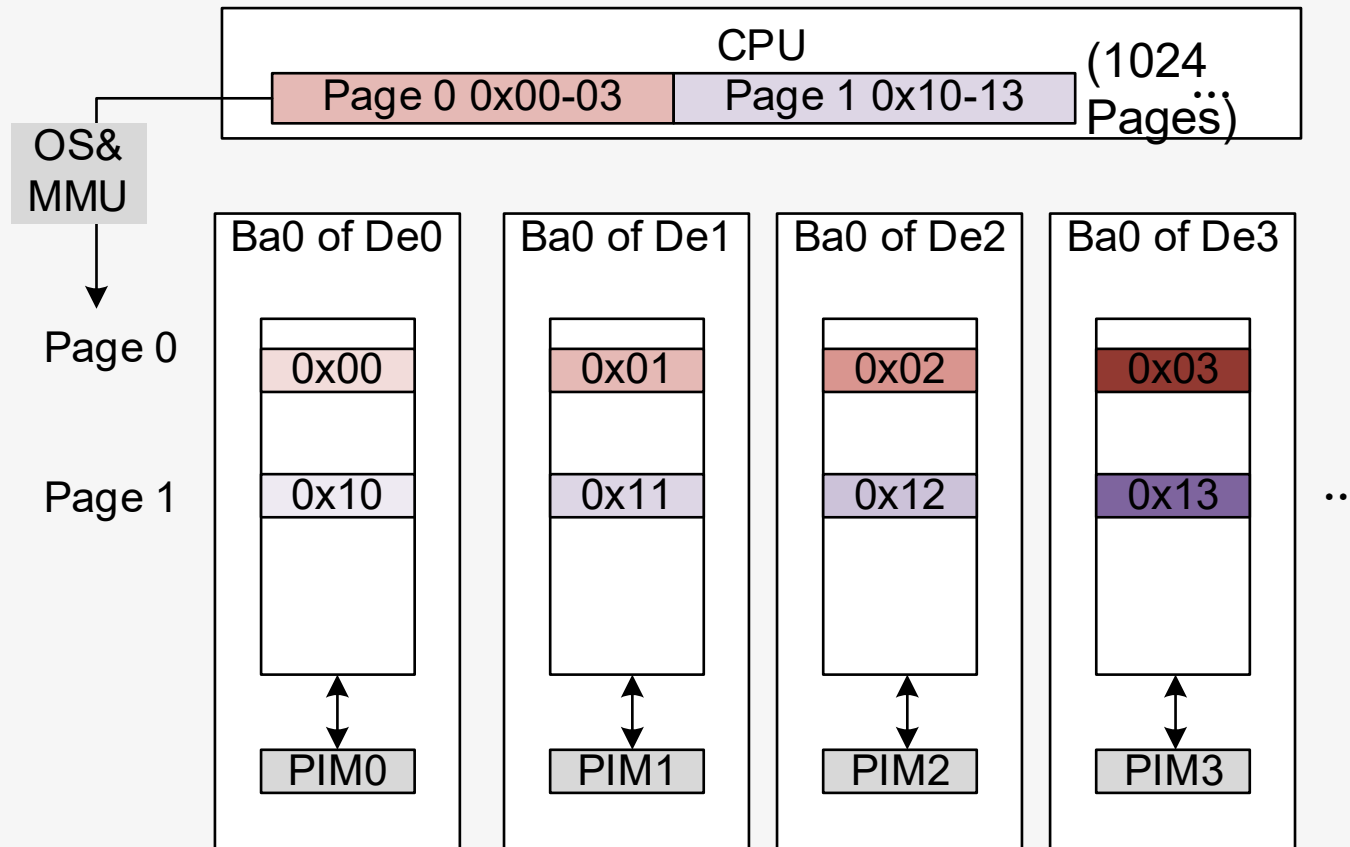 CPU
Page 0 0x00-03
Page 1 0x10-13
(1024
...
Pages)
OS&
MMU
Ba0 of De0
Ba0 of De1
Ba0 of De2
Ba0 of De3
Page 0
0x00
0x01
0x02
0x03
Page 1
0x10
0x11
0x12
0x13
..
PIM0
PIM1
PIM2
PIM3